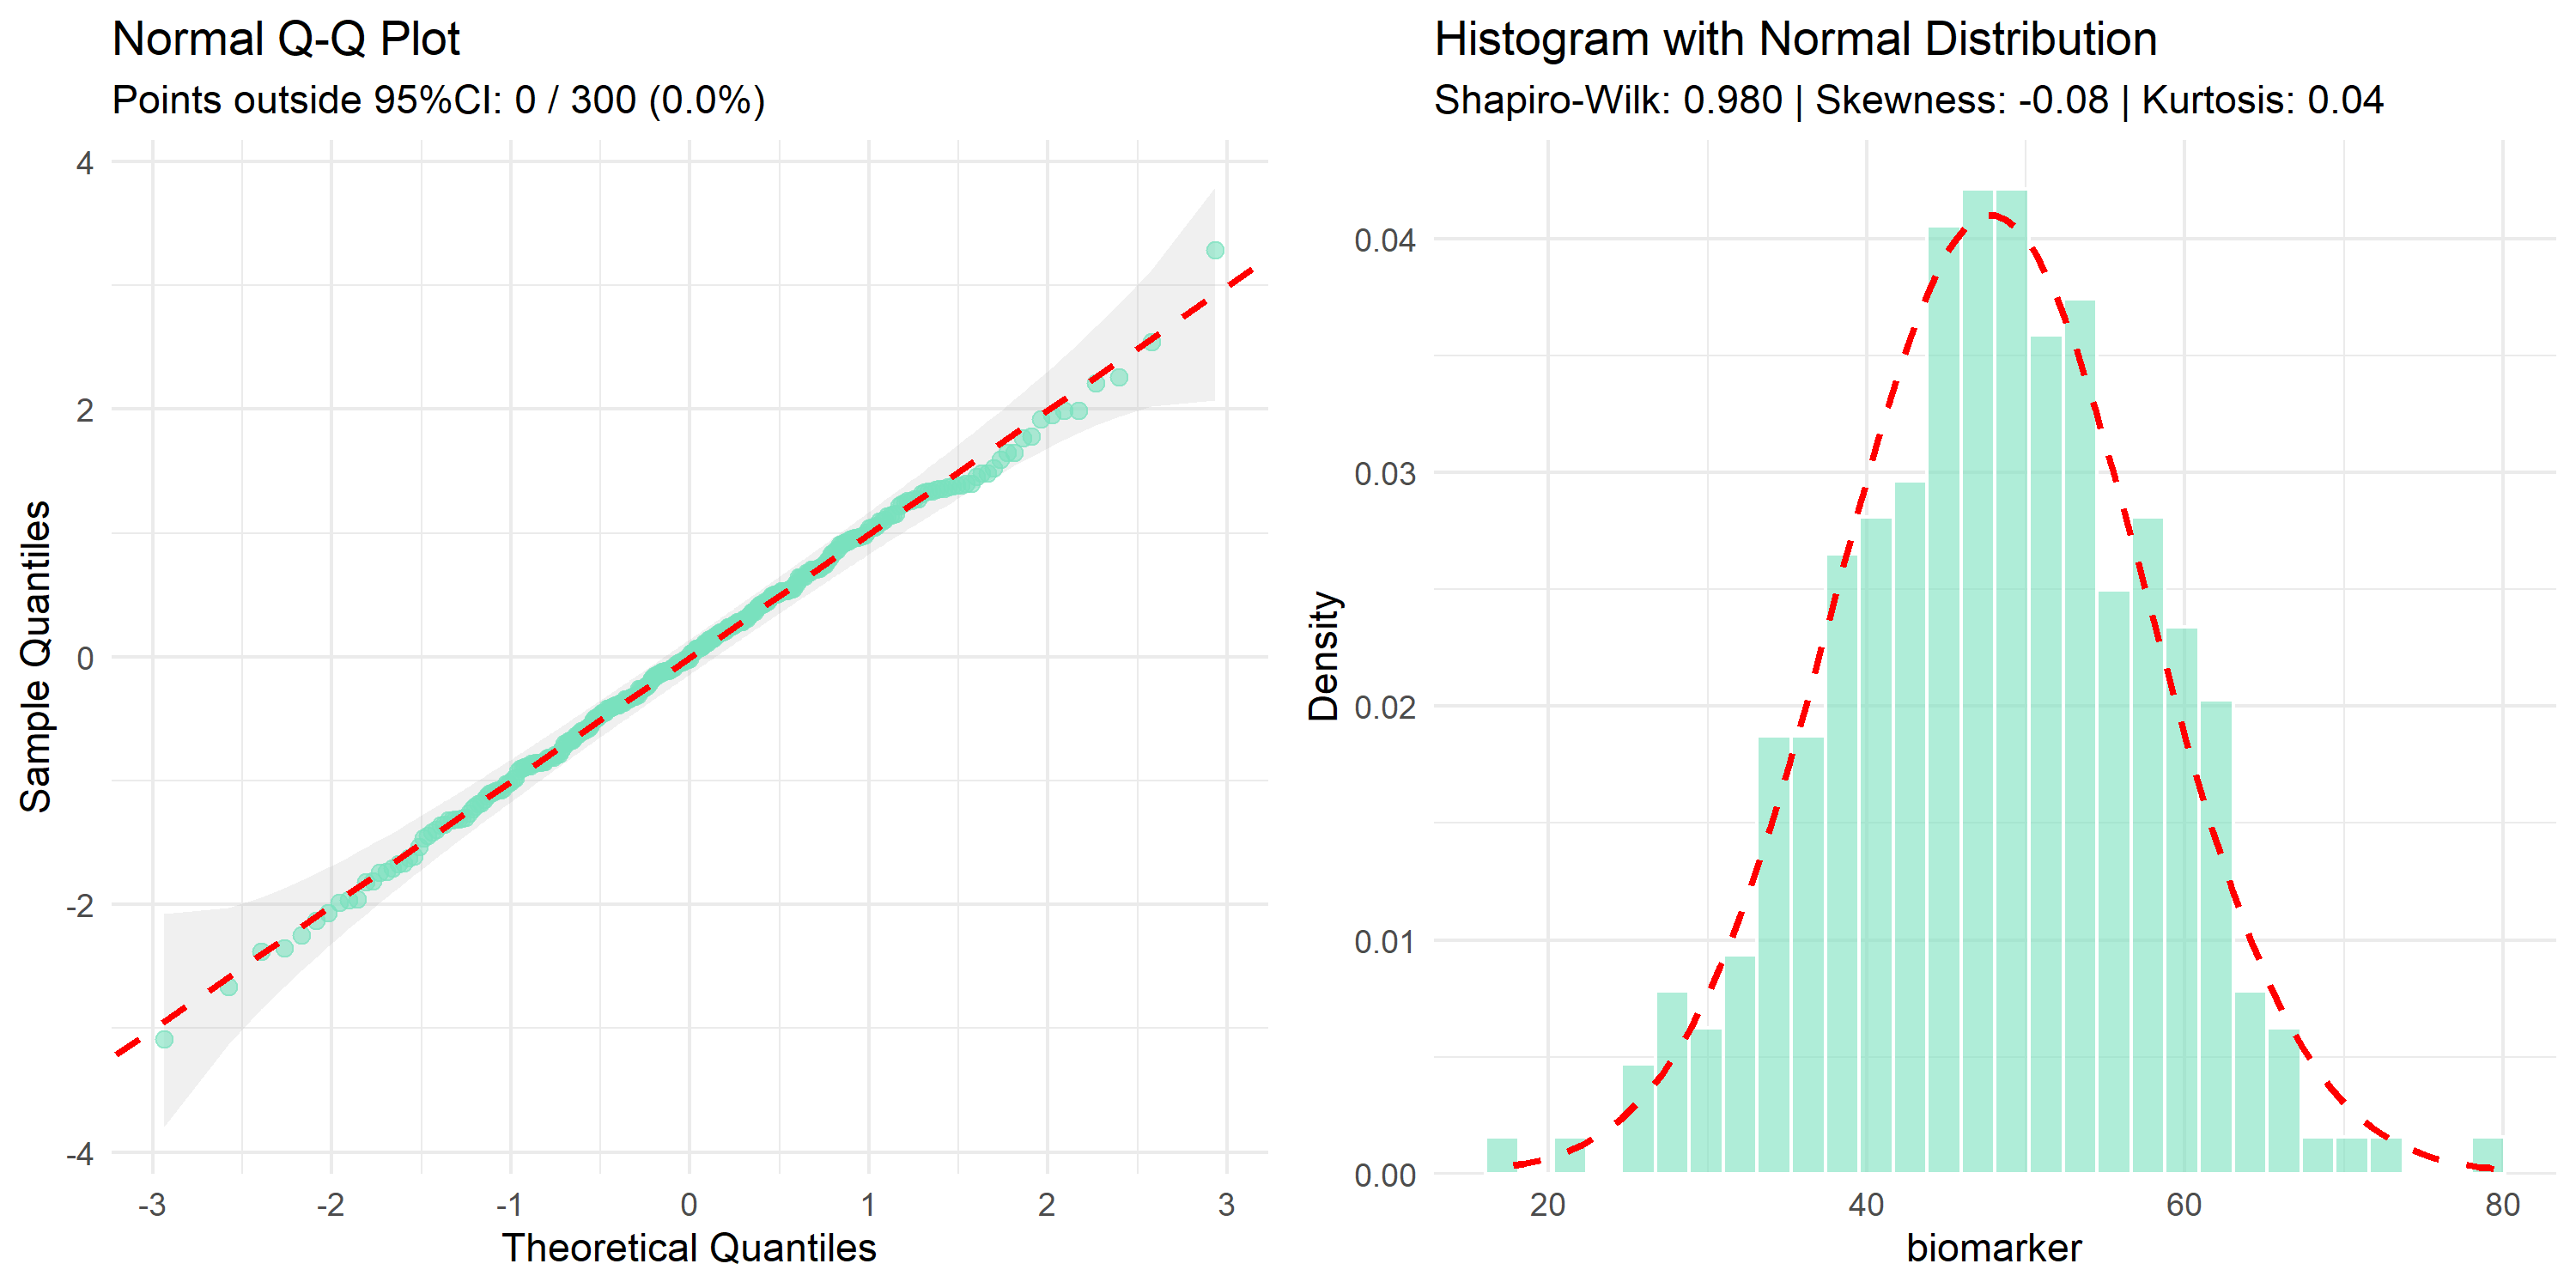 Normal Q-Q Plot
Points outside 95%CI: 0 / 300 (0.0%)
4
2
0
-2
-4
Sample Quantiles
-3 -2 -1 0 1 2 3
Theoretical Quantiles
Histogram with Normal Distribution
Shapiro-Wilk: 0.980 | Skewness: -0.08 | Kurtosis: 0.04
0.04
0.03
0.02
0.01
0.00
Density
20 40 60 80
biomarker